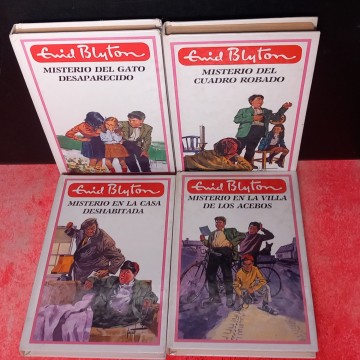 Enid Blyton
MISTERIO DEL GATO
DESAPARECIDO
Enid Blyton
MISTERIO DEL
CUADRO ROBADO
Enid Blyton
MISTERIO EN LA CASA
DESHABITADA
Enid Blyton
MISTERIO EN LA VILLA
DE LOS ACEBOS